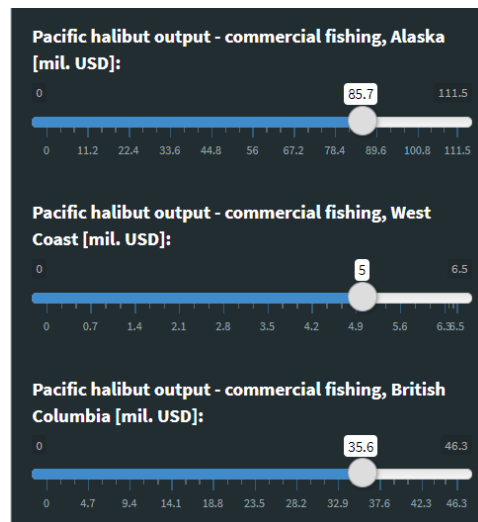 Pacific halibut output - commercial fishing, Alaska
[mil. USD]:
0 85.7 111.5
0 11.2 22.4 33.6 44.8 56 67.2 78.4 89.6 100.8 111.5
Pacific halibut output - commercial fishing, West
Coast [mil. USD]:
0 5 6.5
0 0.7 1.4 2.1 2.8 3.5 4.2 4.9 5.6 6.3 6.5
Pacific halibut output - commercial fishing, British
Columbia [mil. USD]:
0 35.6 46.3
0 4.7 9.4 14.1 18.8 23.5 28.2 32.9 37.6 42.3 46.3